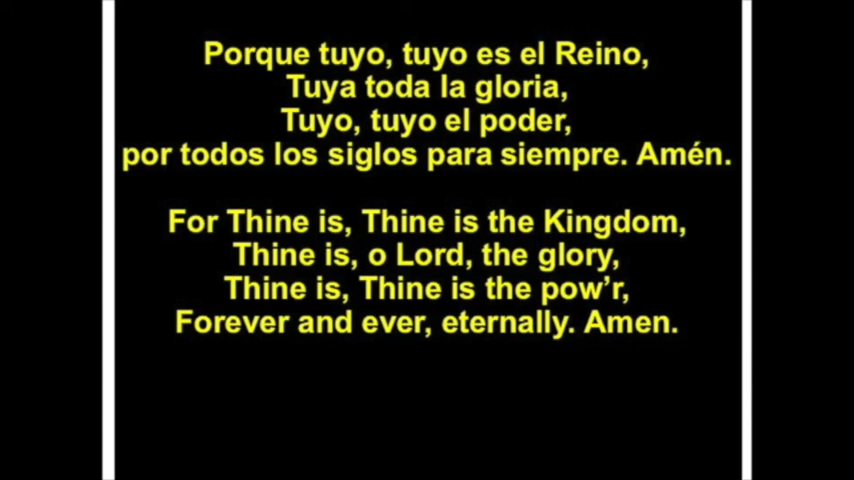 Porque tuyo, tuyo es el Reino,
Tuya toda la gloria,
Tuyo, tuyo el poder,
por todos los siglos para siempre. Amén.
For Thine is, Thine is the Kingdom,
Thine is, o Lord, the glory,
Thine is, Thine is the pow’r,
Forever and ever, eternally. Amen.